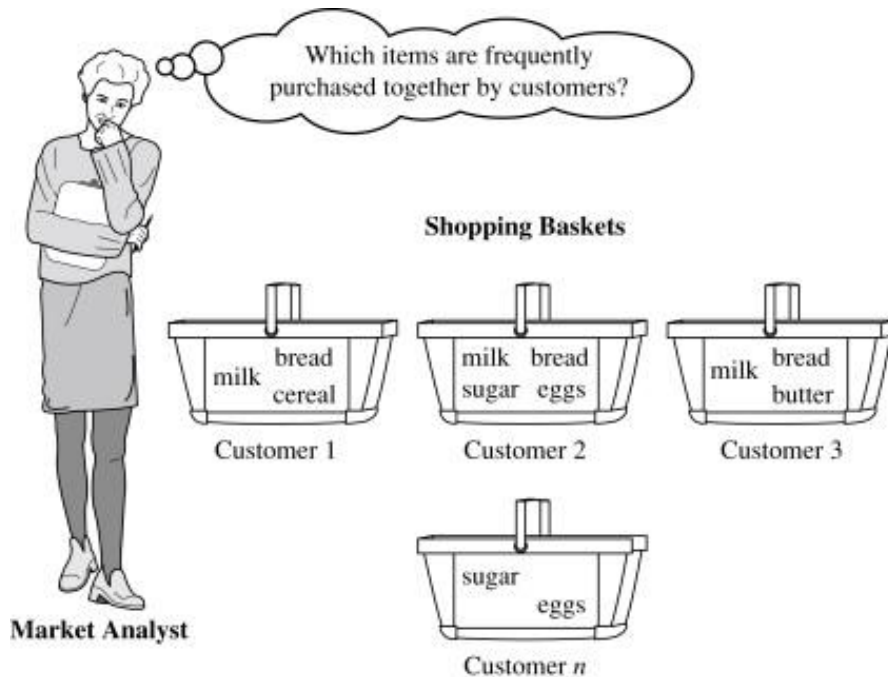 Which items are frequently
purchased together by customers?
Shopping Baskets
milk bread
cereal
Customer 1
milk bread
sugar eggs
Customer 2
milk bread
butter
Customer 3
sugar
eggs
Customer n
Market Analyst